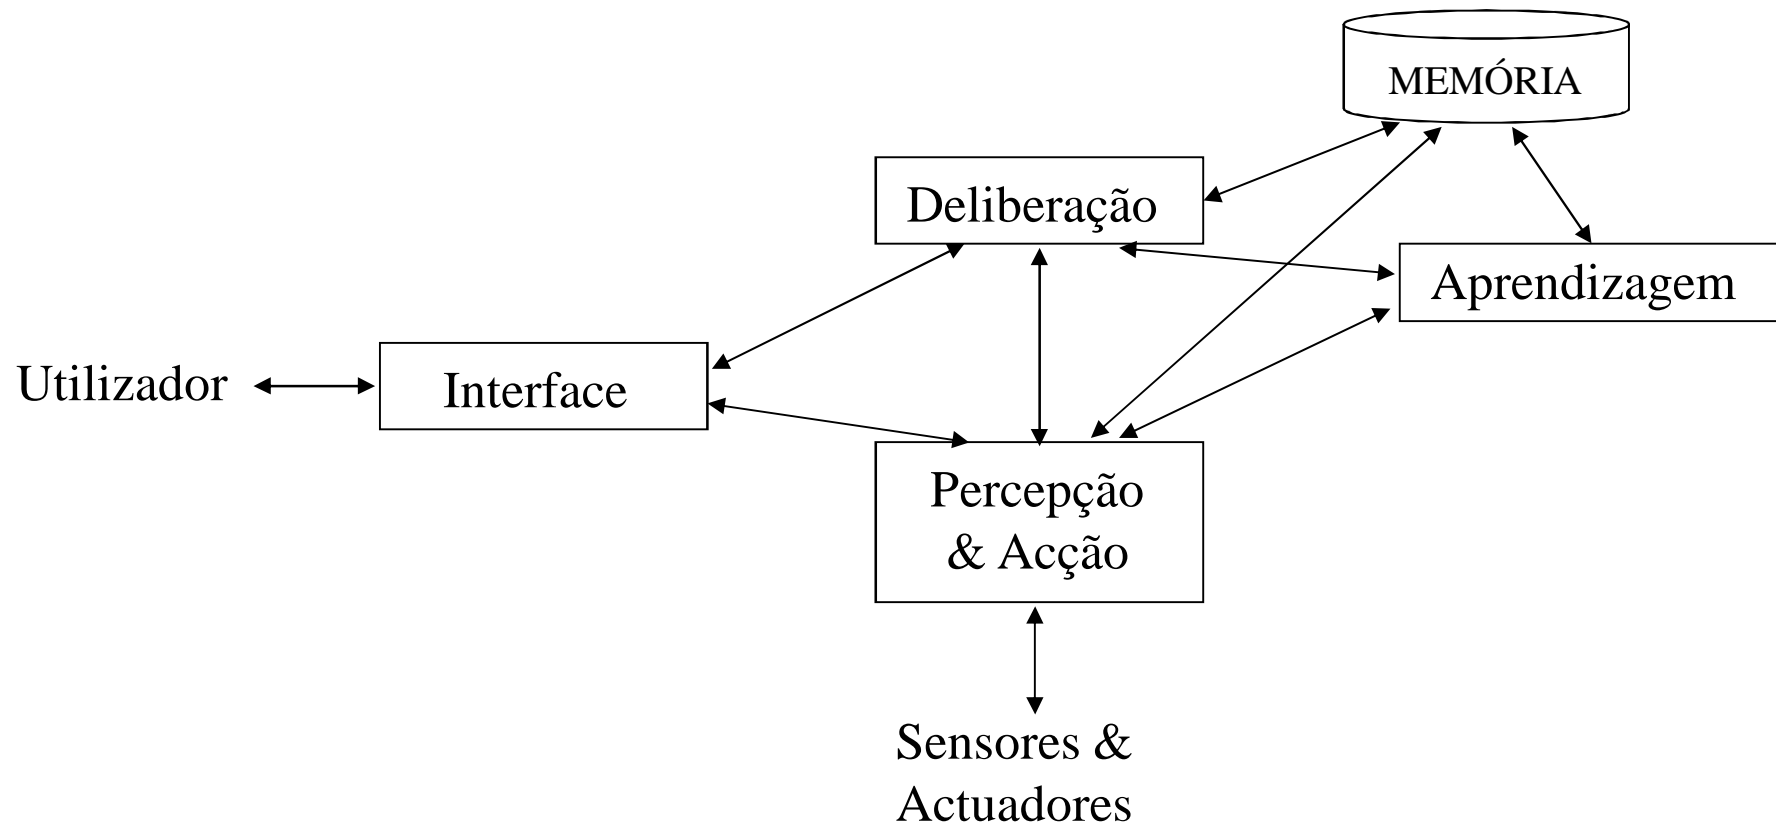 MEMÓRIA
Deliberação
Aprendizagem
Utilizador
Interface
Percepção
& Acção
Sensores &
Actuadores